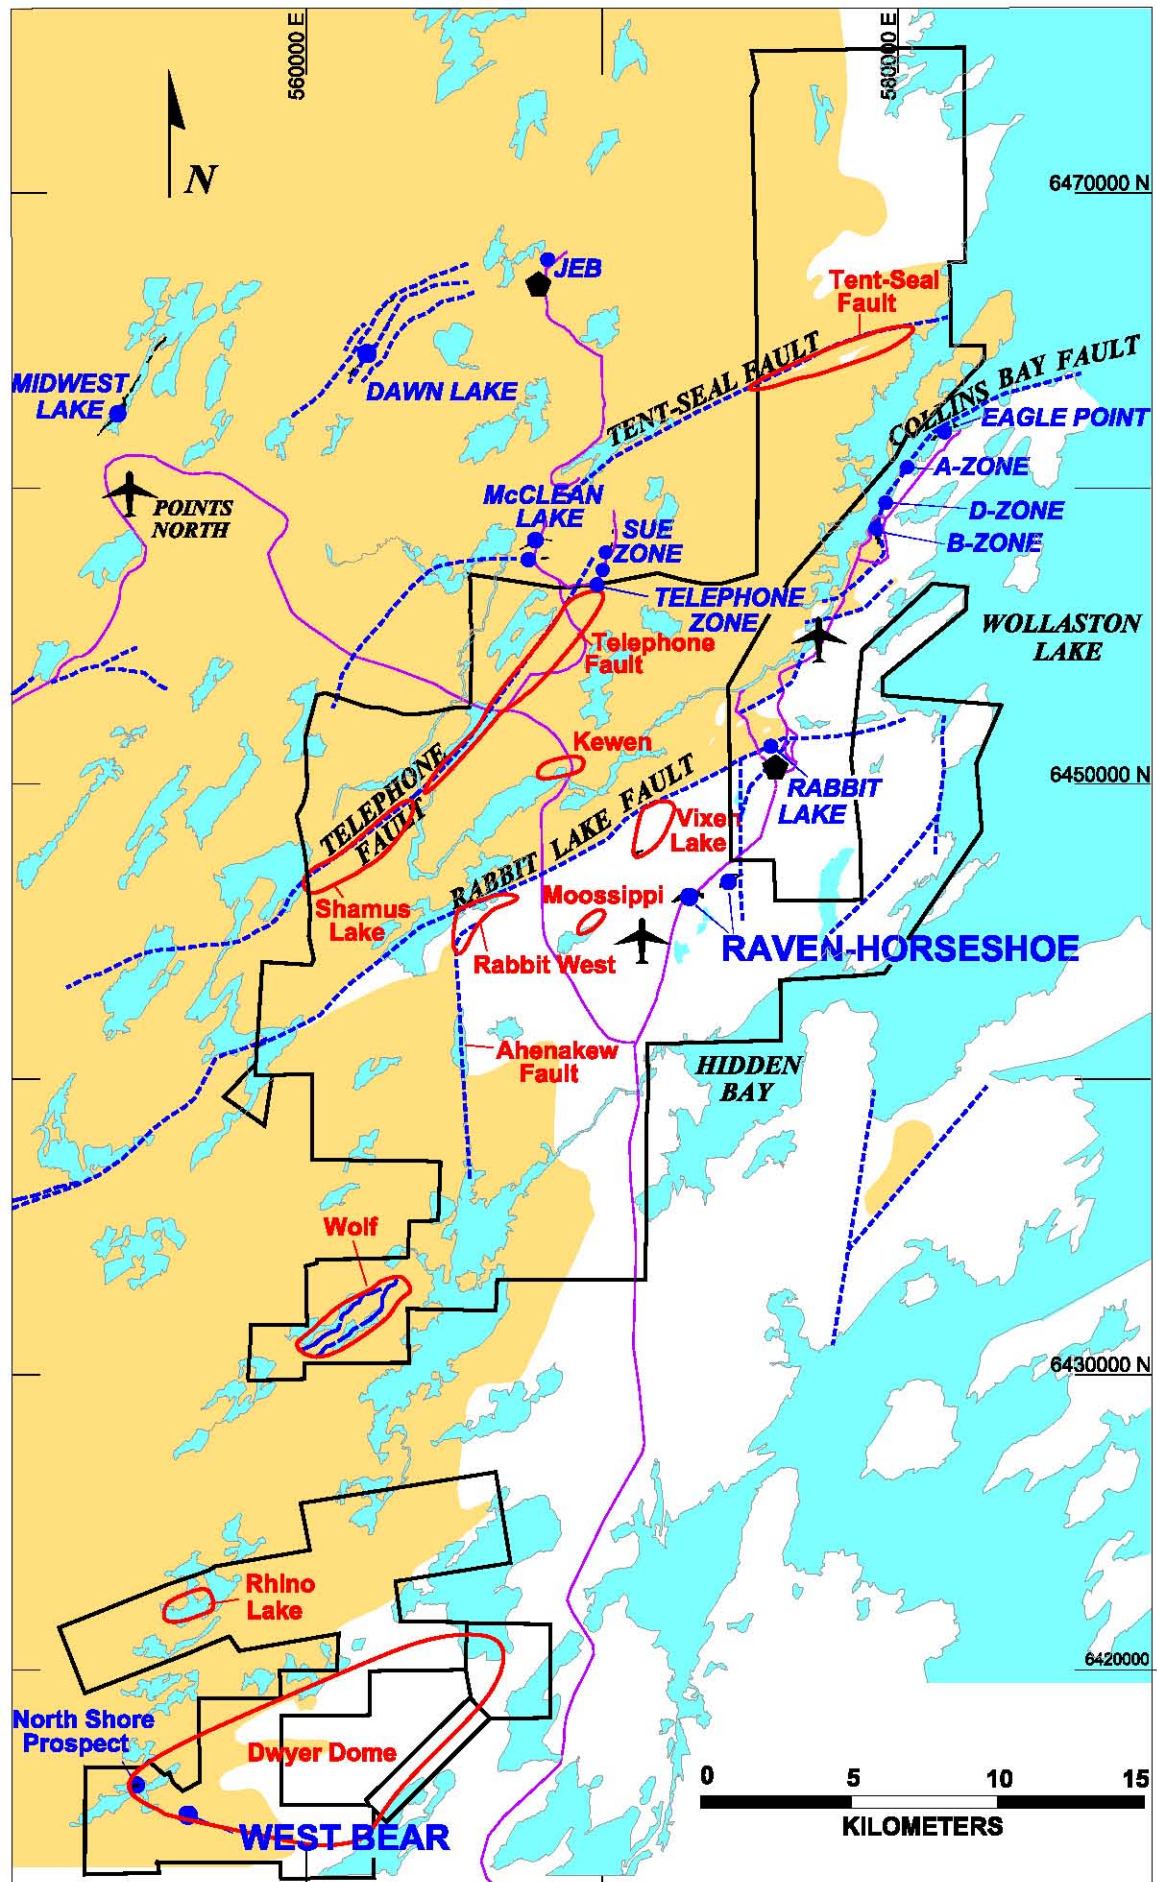 560000 E
580000 E
N
6470000 N
JEB
Tent-Seal
Fault
MIDWEST
LAKE
DAWN LAKE
TENT-SEAL FAULT
COLLINS BAY FAULT
EAGLE POINT
A-ZONE
POINTS
NORTH
McCLEAN
LAKE
SUE
ZONE
D-ZONE
B-ZONE
TELEPHONE
ZONE
WOLLASTON
LAKE
Telephone
Fault
Kewen
6450000 N
RABBIT
LAKE
TELEPHONE
FAULT
RABBIT LAKE FAULT
Vixen
Lake
Shamus
Lake
Moossippi
Rabbit West
RAVEN-HORSESHOE
Ahenakew
Fault
HIDDEN
BAY
Wolf
6430000 N
Rhino
Lake
6420000
North Shore
Prospect
Dwyer Dome
WEST BEAR
0 5 10 15
KILOMETERS